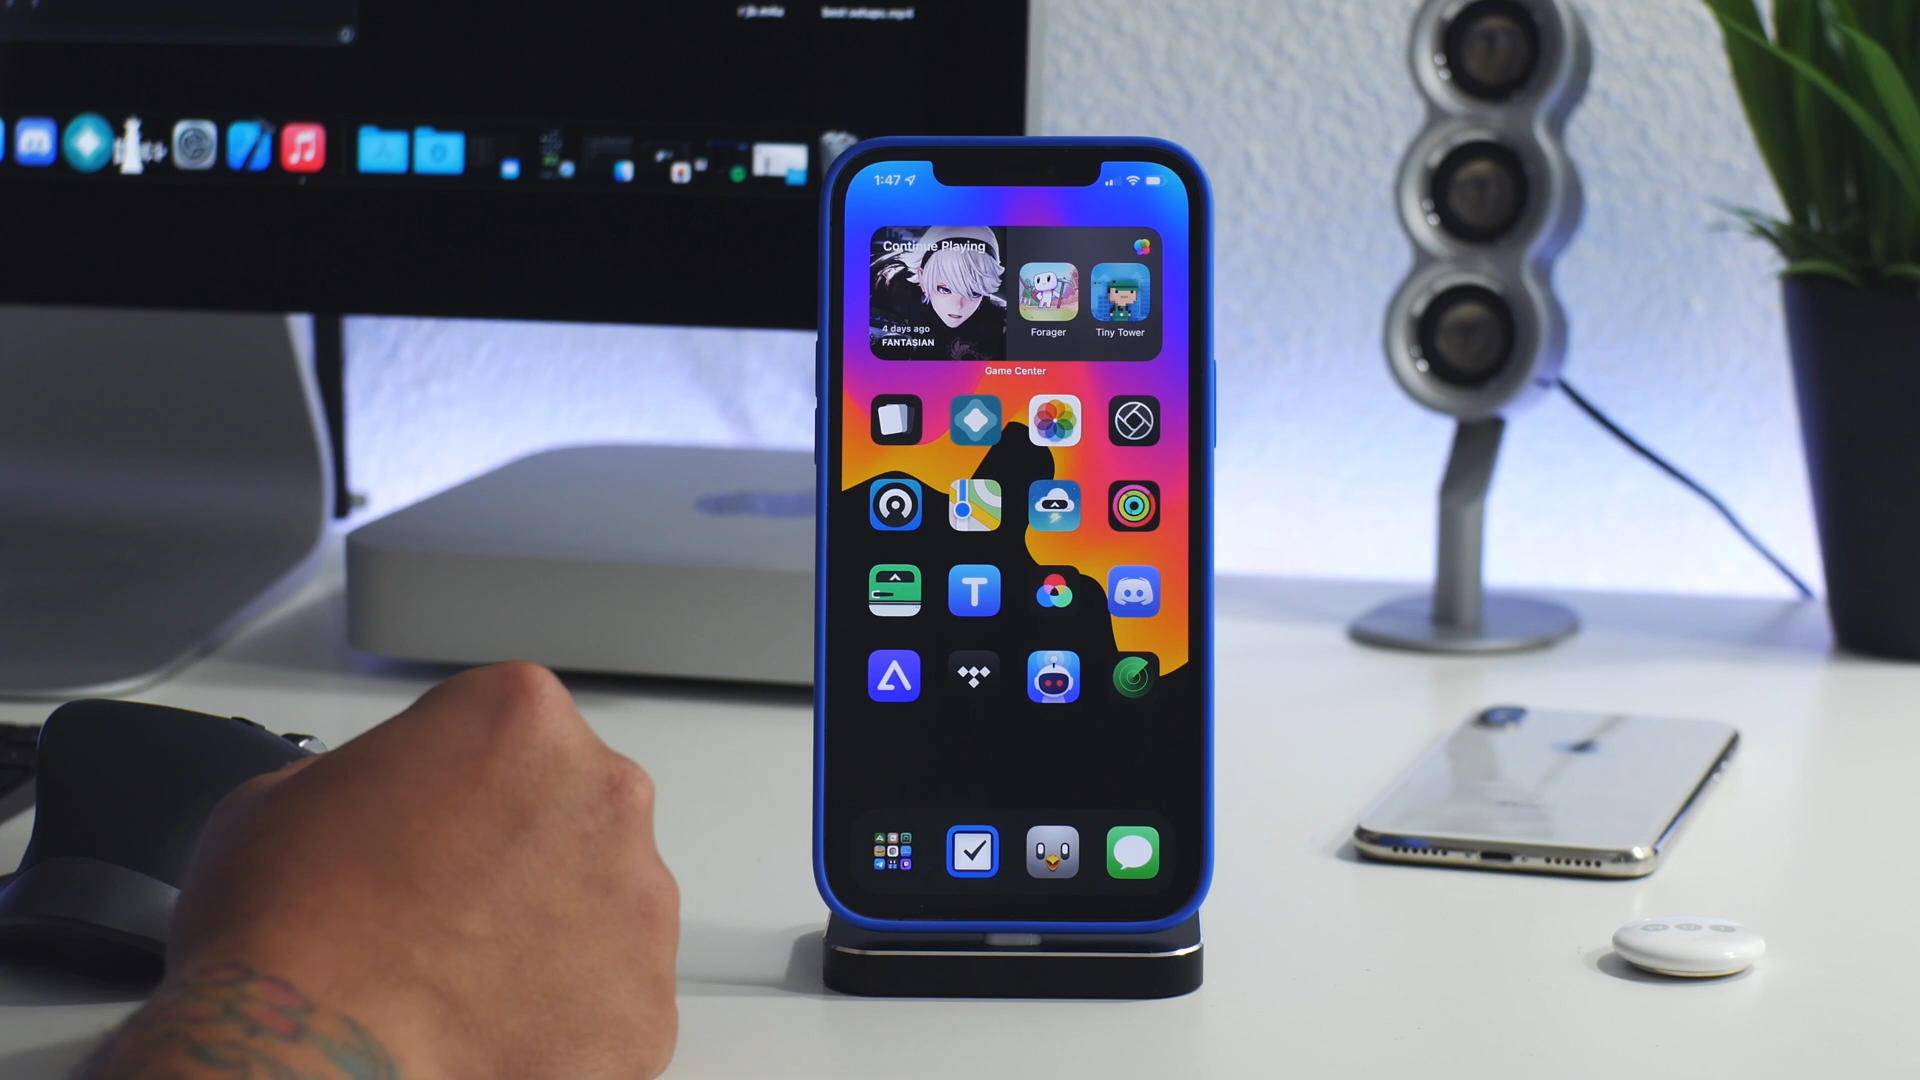 1:47
Continue Playing
4 days ago
FANTASIAN
Forager
Tiny Tower
Game Center
T